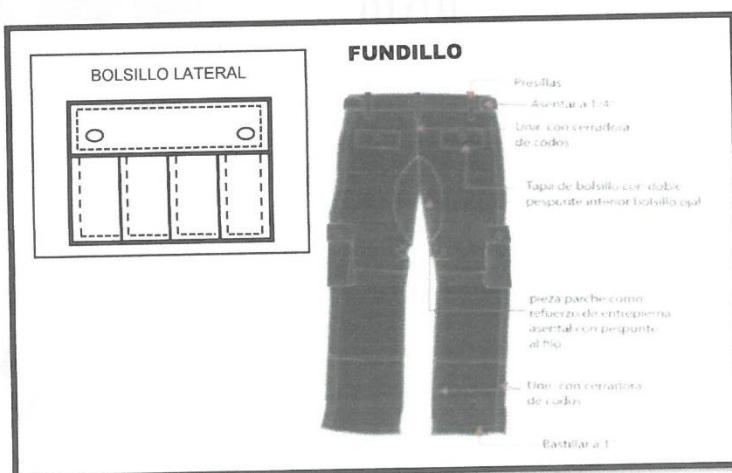 FUNDILLO
BOLSILLO LATERAL
Presillas
Asentar a 1/4"
Unir con cerradora
de codos
Tapa de bolsillo con doble
pespunte interior bolsillo ojal
pieza parche como
refuerzo de entrepierna
asental con pespunte
al filo
Unir con cerradora
de codos
Bastillar a 1"